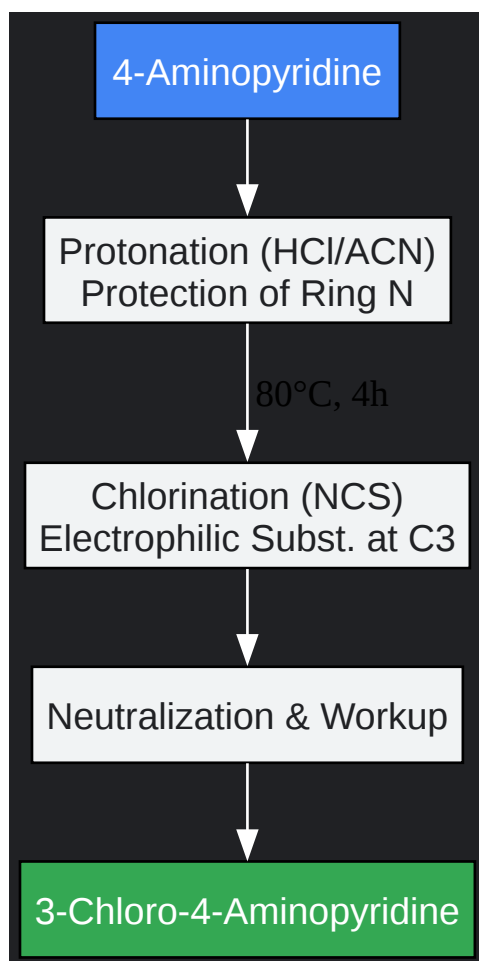 4-Aminopyridine
Protonation (HCl/ACN)
Protection of Ring N
80°C, 4h
Chlorination (NCS)
Electrophilic Subst. at C3
Neutralization & Workup
3-Chloro-4-Aminopyridine